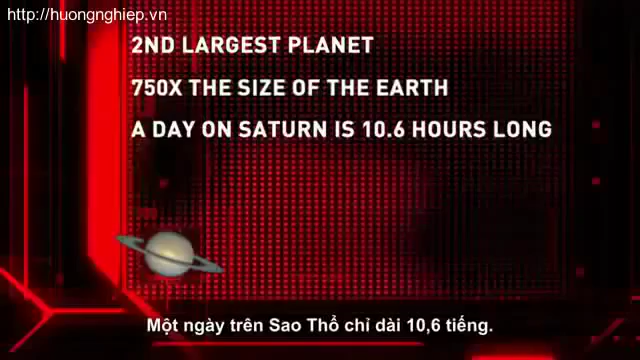 http://huongnghiep.vn
2ND LARGEST PLANET
750X THE SIZE OF THE EARTH
A DAY ON SATURN IS 10.6 HOURS LONG
Một ngày trên Sao Thổ chỉ dài 10,6 tiếng.